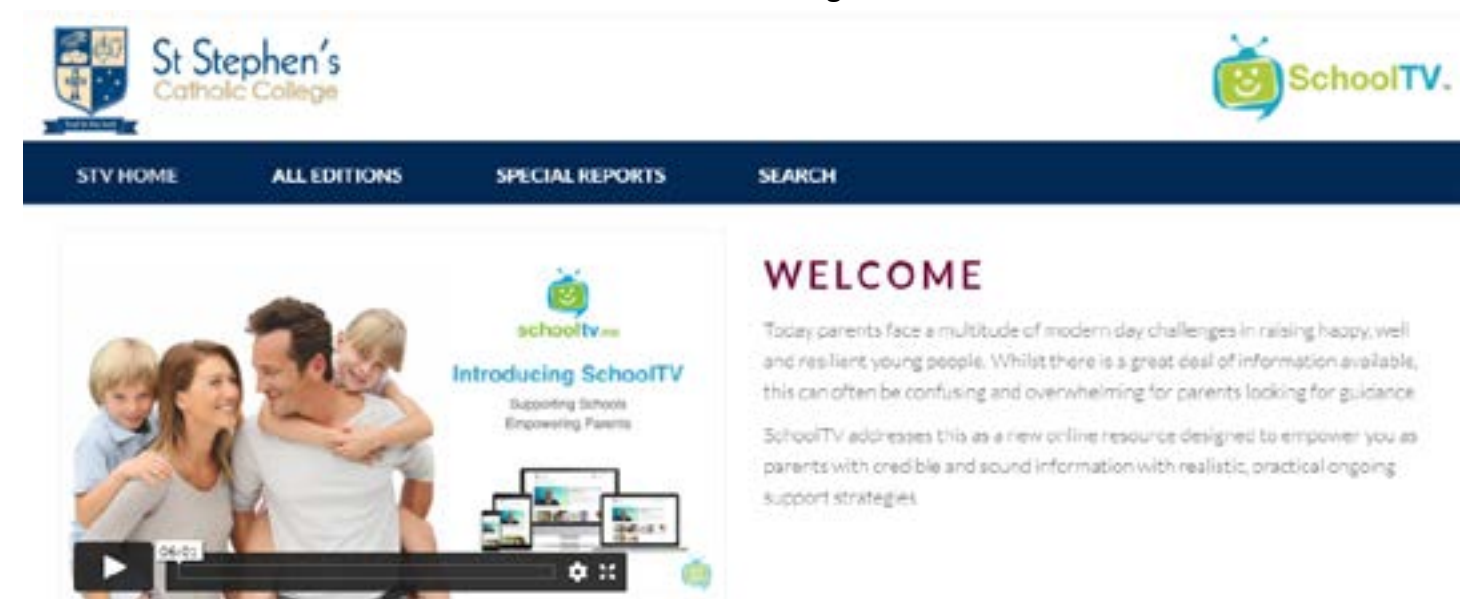 St Stephen's
Catholic College
SchoolTV
STV HOME ALL EDITIONS SPECIAL REPORTS SEARCH
schooltv.me
Introducing SchoolTV
Supporting Schools
Empowering Parents
06:01
WELCOME
Today parents face a multitude of modern day challenges in raising happy, well
and resilient young people. Whilst there is a great deal of information available,
this can often be confusing and overwhelming for parents looking for guidance.
SchoolTV addresses this as a new online resource designed to empower you as
parents with credible and sound information with realistic, practical ongoing
support strategies.